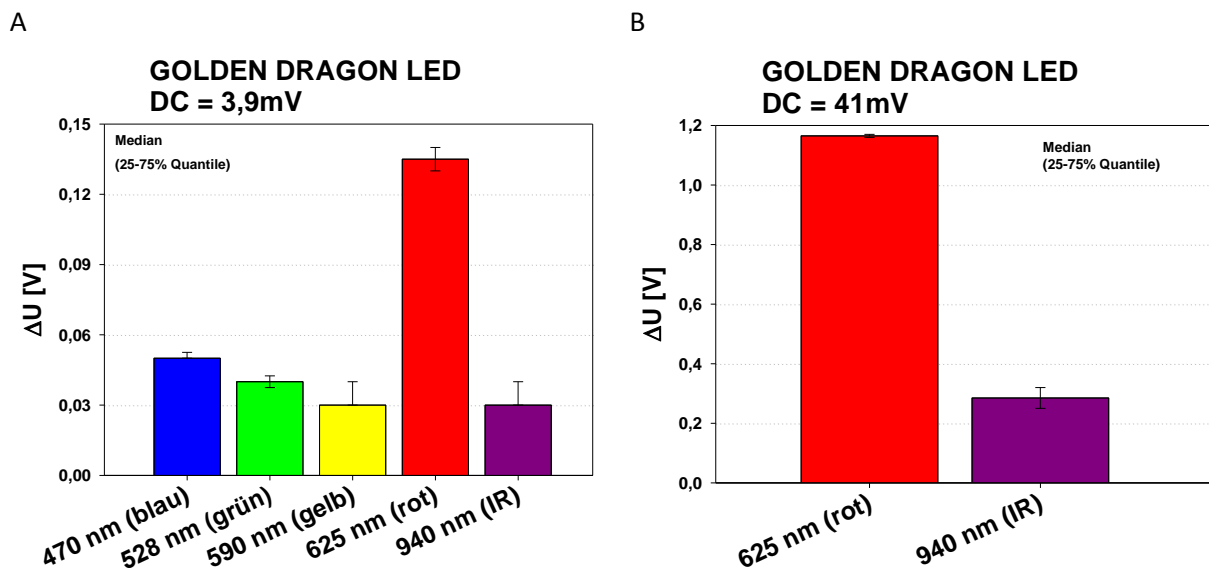 A
GOLDEN DRAGON LED
DC = 3,9mV
Median
(25-75% Quantile)
ΔU [V]
0,15
0,12
0,09
0,06
0,03
0,00
470 nm (blau)
528 nm (grün)
590 nm (gelb)
625 nm (rot)
940 nm (IR)
B
GOLDEN DRAGON LED
DC = 41mV
Median
(25-75% Quantile)
ΔU [V]
1,2
1,0
0,8
0,6
0,4
0,2
0,0
625 nm (rot)
940 nm (IR)